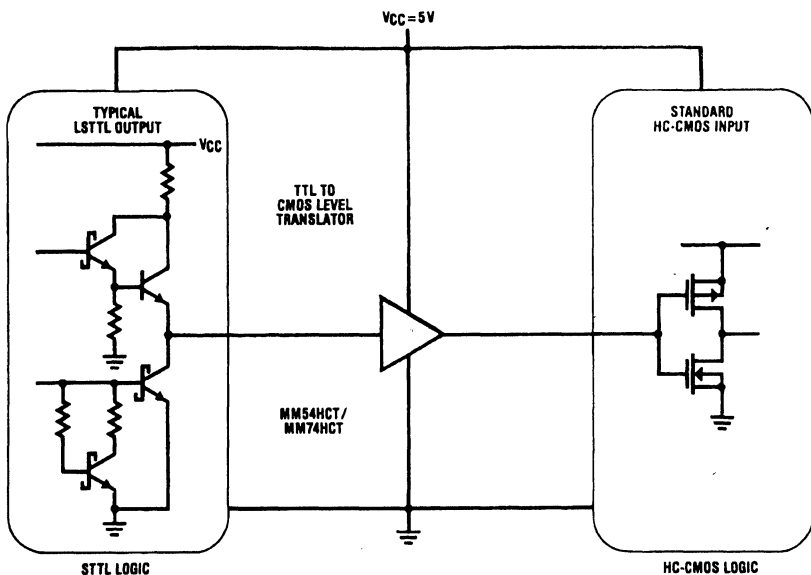 VCC=5V
TYPICAL
LSTTL OUTPUT
VCC
TTL TO
CMOS LEVEL
TRANSLATOR
STANDARD
HC-CMOS INPUT
MM54HCT/
MM74HCT
STTL LOGIC
HC-CMOS LOGIC